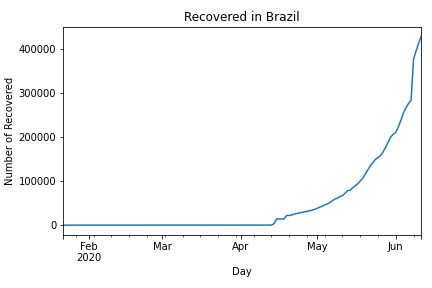 Recovered in Brazil
Number of Recovered
400000
300000
200000
100000
0
Feb Mar Apr May Jun
2020
Day